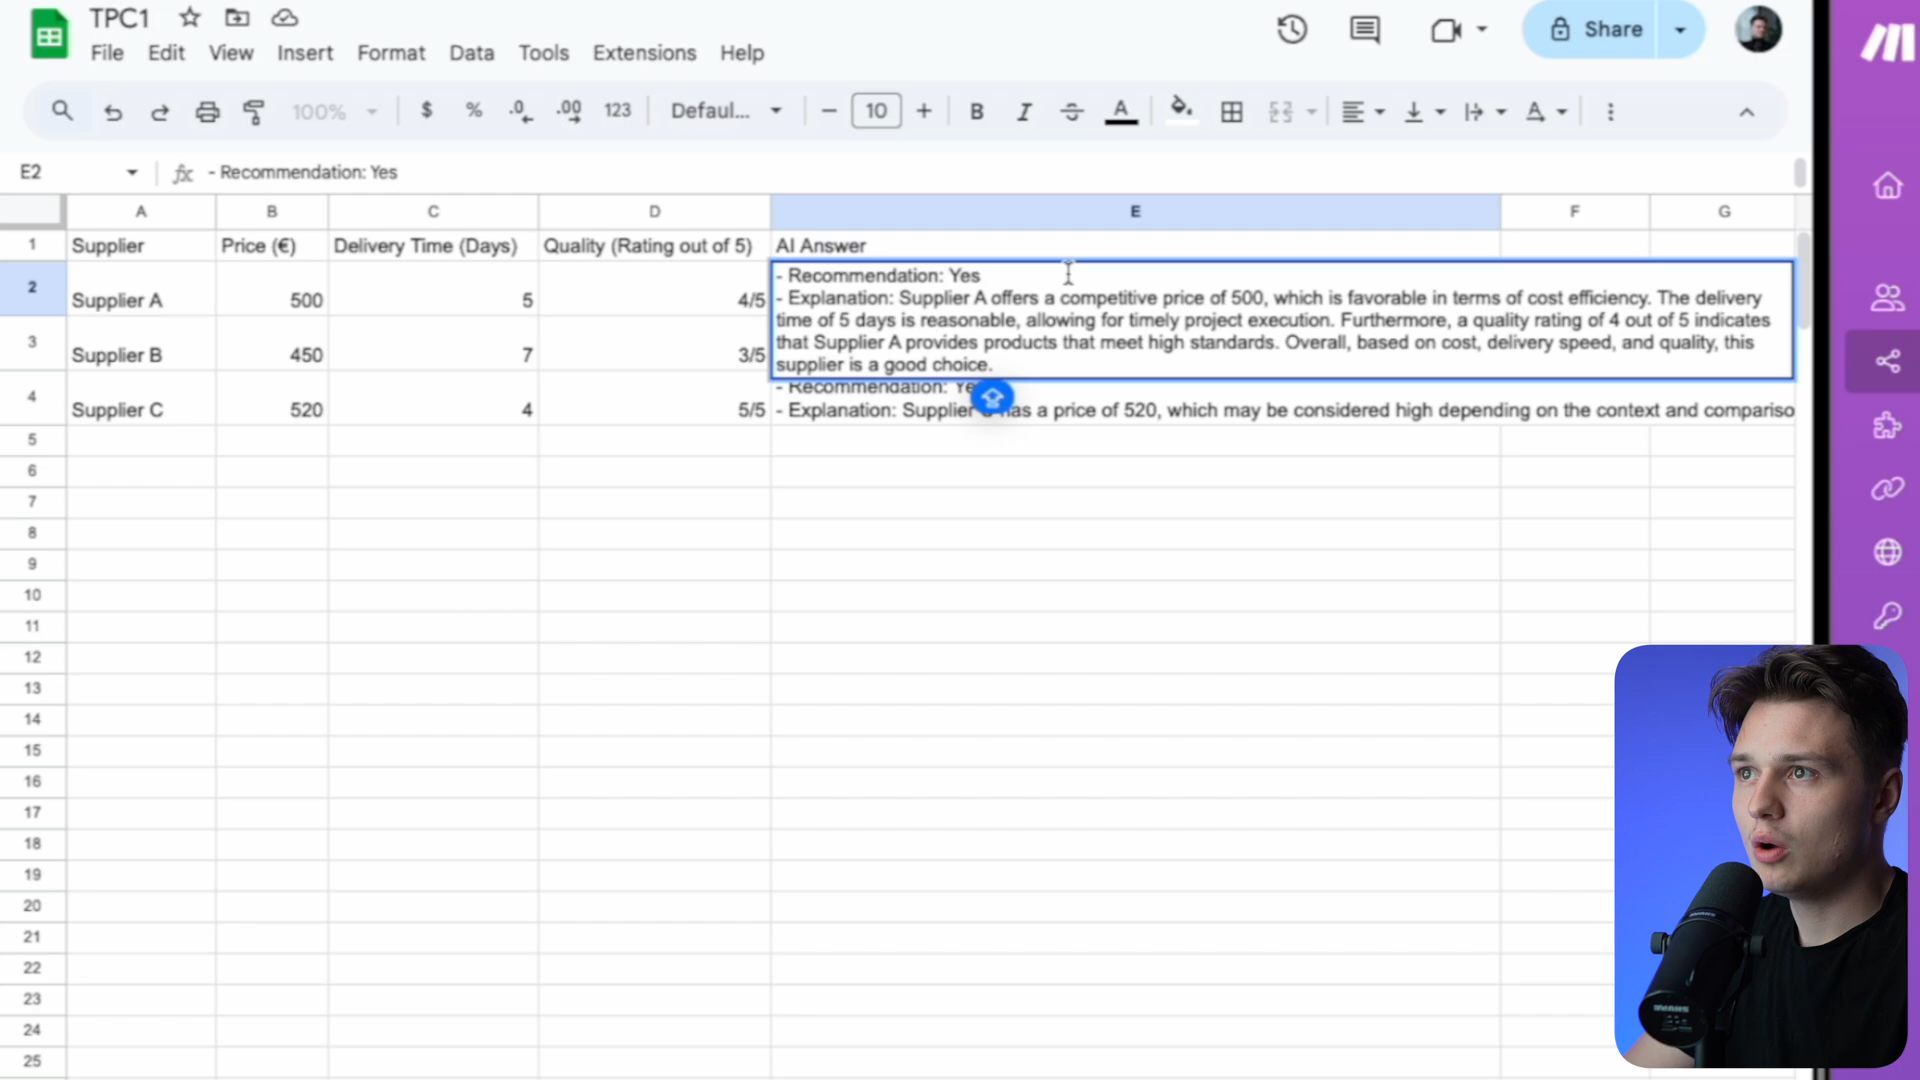 TPC1
File Edit View Insert Format Data Tools Extensions Help
Share
100% $ % .0 .00 123 Defaul... 10 B I A
E2 fx - Recommendation: Yes
A B C D E F G
1 Supplier Price (€) Delivery Time (Days) Quality (Rating out of 5) AI Answer
2 Supplier A 500 5 4/5
- Recommendation: Yes
- Explanation: Supplier A offers a competitive price of 500, which is favorable in terms of cost efficiency. The delivery
time of 5 days is reasonable, allowing for timely project execution. Furthermore, a quality rating of 4 out of 5 indicates
that Supplier A provides products that meet high standards. Overall, based on cost, delivery speed, and quality, this
supplier is a good choice.
3 Supplier B 450 7 3/5
- Recommendation:
4 Supplier C 520 4 5/5 - Explanation: Supplier has a price of 520, which may be considered high depending on the context and compariso
5
6
7
8
9
10
11
12
13
14
15
16
17
18
19
20
21
22
23
24
25